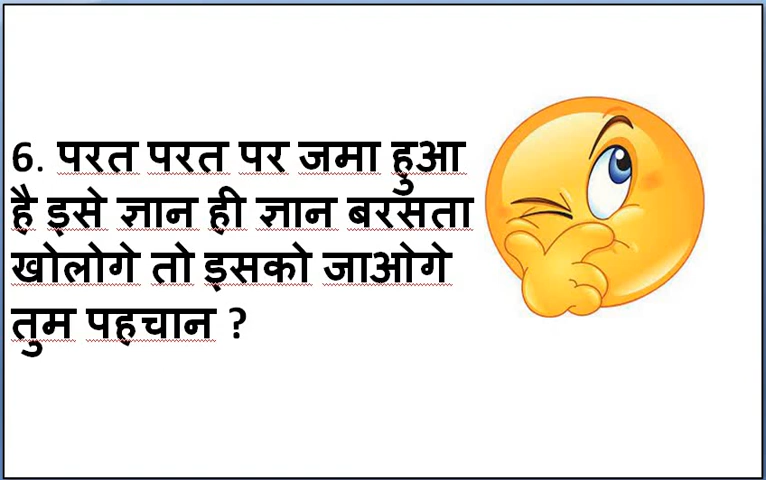 6. परत परत पर जमा हुआ
है इसे ज्ञान ही ज्ञान बरसता
खोलोगे तो इसको जाओगे
तुम पहचान ?